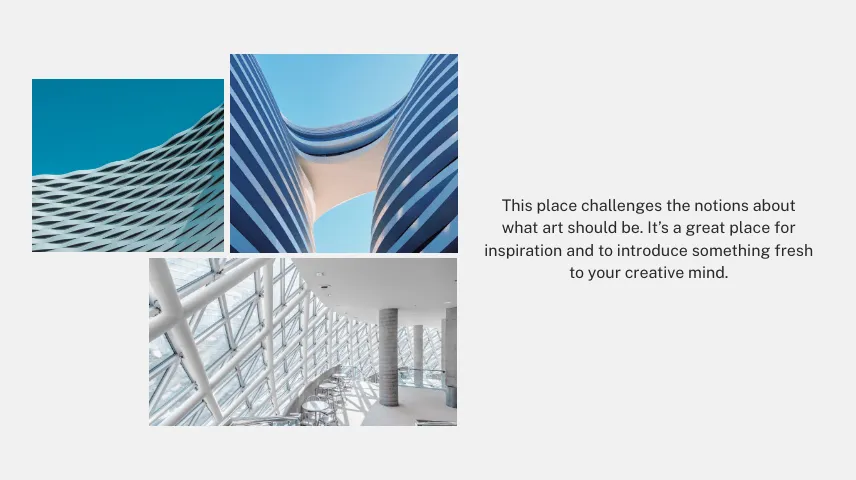 This place challenges the notions about
what art should be. It’s a great place for
inspiration and to introduce something fresh
to your creative mind.